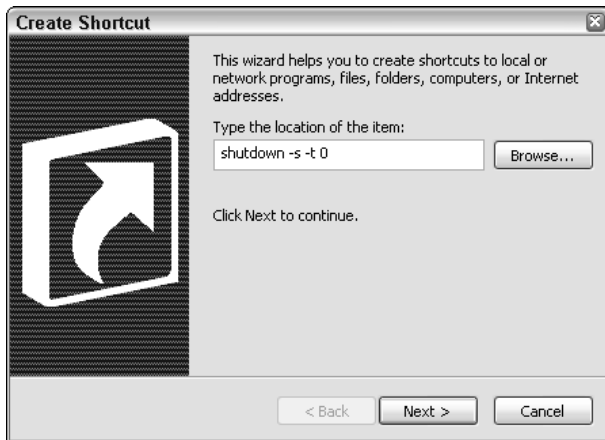 Create Shortcut
This wizard helps you to create shortcuts to local or
network programs, files, folders, computers, or Internet
addresses.
Type the location of the item:
shutdown -s -t 0
Browse...
Click Next to continue.
< Back
Next >
Cancel